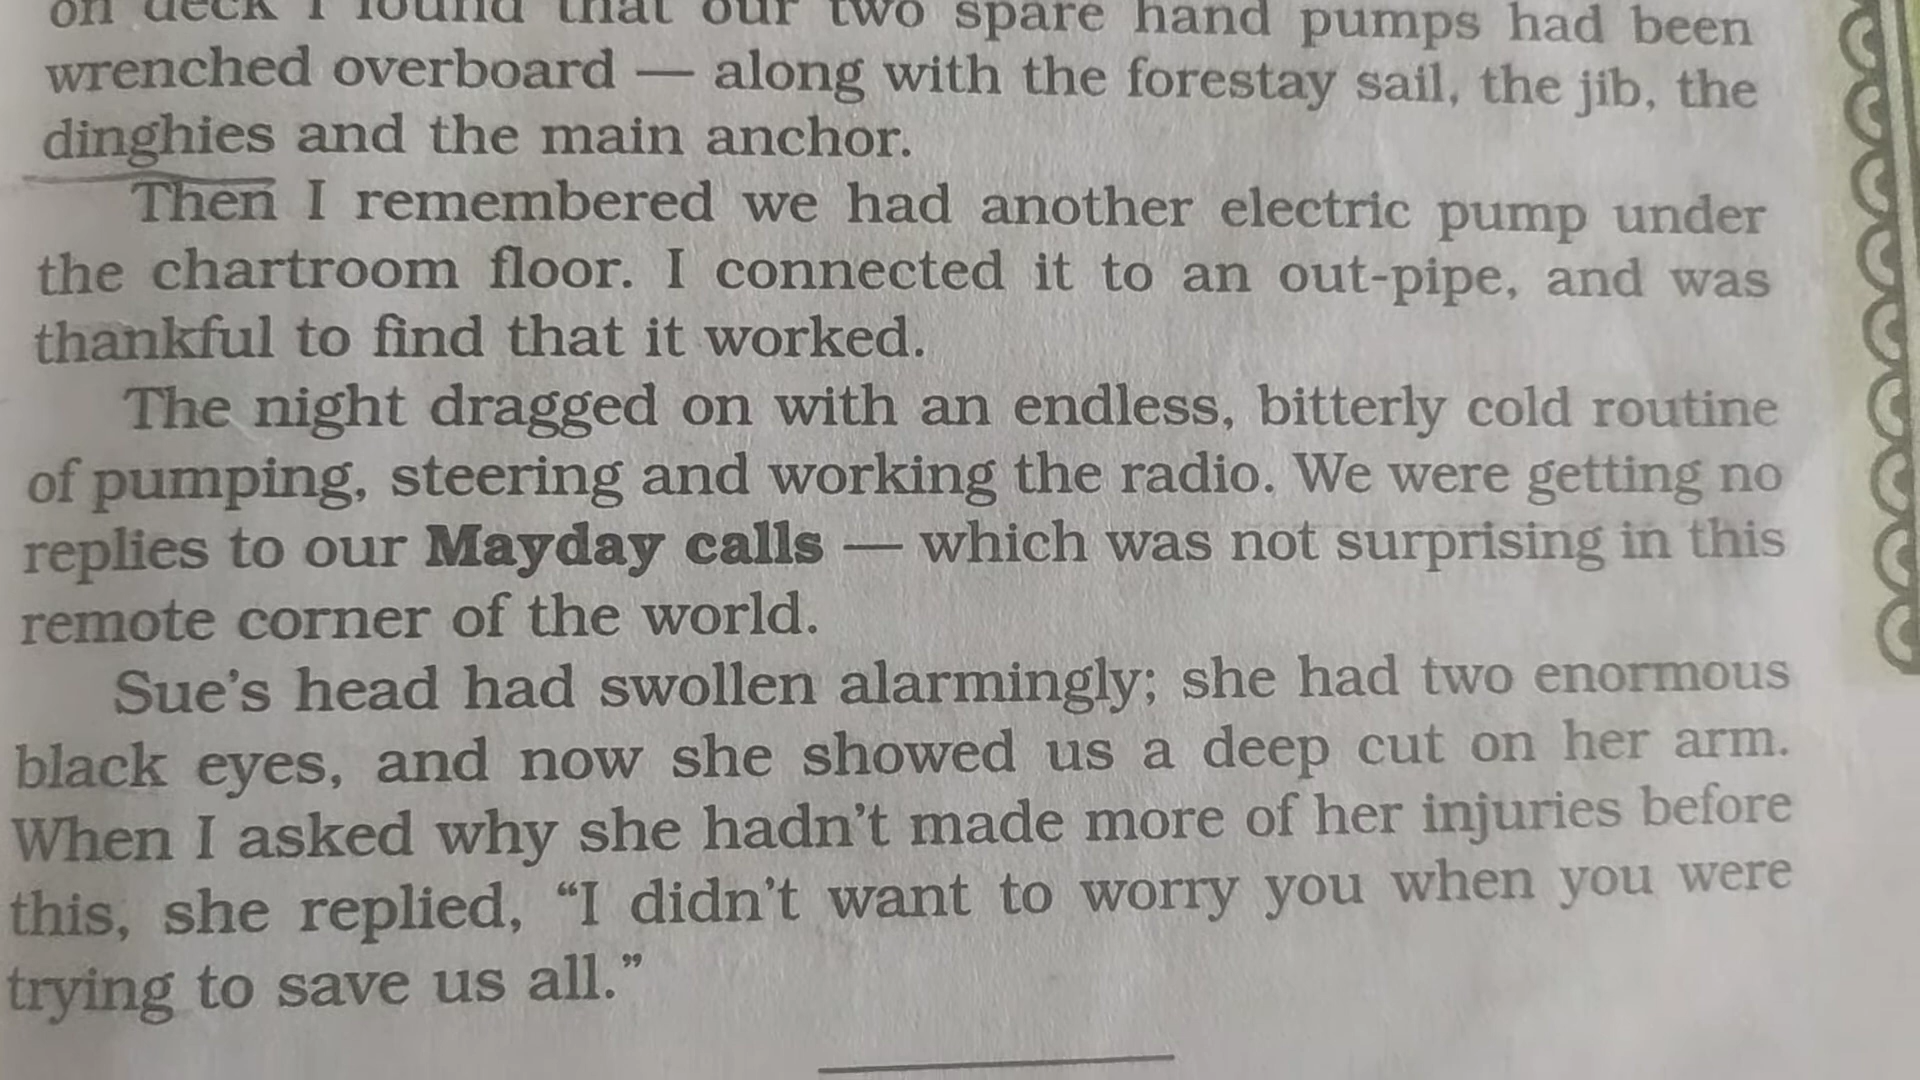 on deck I found that our two spare hand pumps had been
wrenched overboard — along with the forestay sail, the jib, the
dinghies and the main anchor.
Then I remembered we had another electric pump under
the chartroom floor. I connected it to an out-pipe, and was
thankful to find that it worked.
The night dragged on with an endless, bitterly cold routine
of pumping, steering and working the radio. We were getting no
replies to our Mayday calls — which was not surprising in this
remote corner of the world.
Sue’s head had swollen alarmingly; she had two enormous
black eyes, and now she showed us a deep cut on her arm.
When I asked why she hadn’t made more of her injuries before
this, she replied, “I didn’t want to worry you when you were
trying to save us all.”